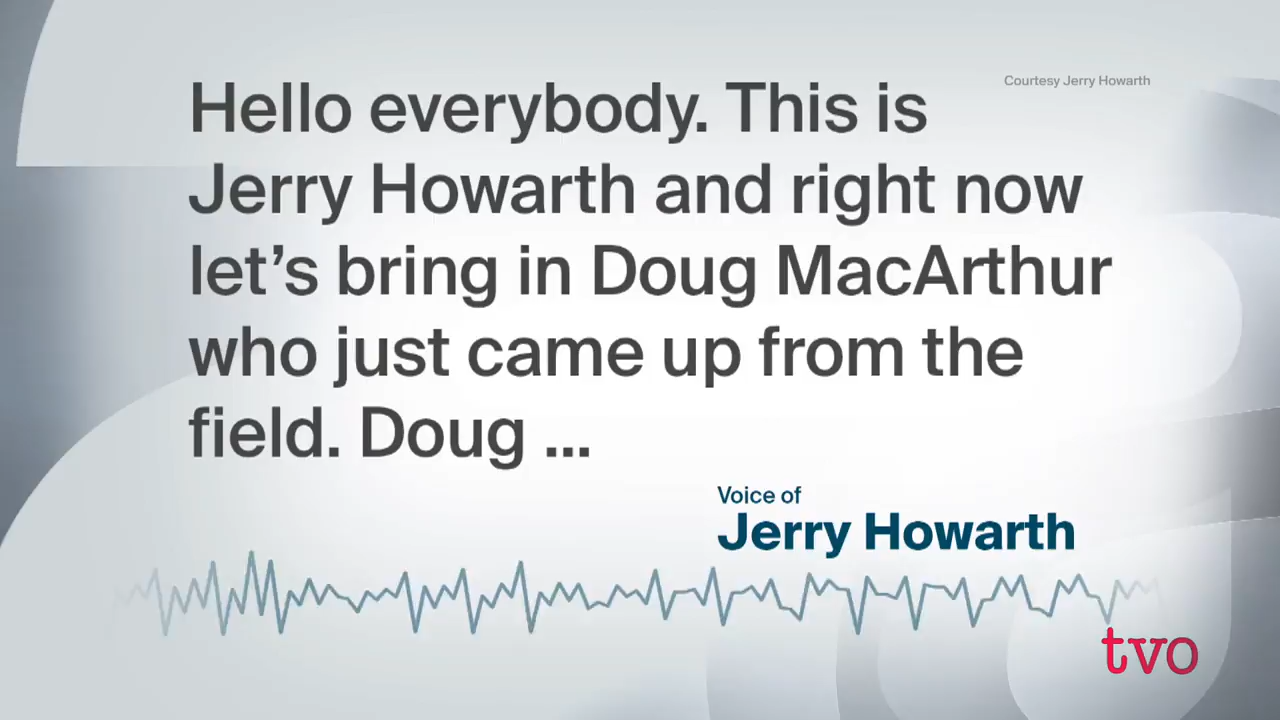 Courtesy Jerry Howarth
Hello everybody. This is
Jerry Howarth and right now
let’s bring in Doug MacArthur
who just came up from the
field. Doug ...
Voice of
Jerry Howarth
tvo